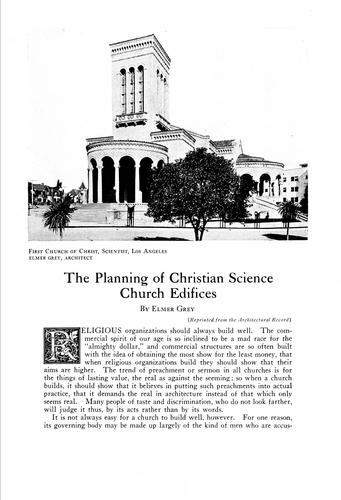 First Church of Christ, Scientist, Los Angeles
elmer grey, architect
The Planning of Christian Science
Church Edifices
By Elmer Grey
[Reprinted from the Architectural Record]
RELIGIOUS organizations should always build well. The com-
mercial spirit of our age is so inclined to be a mad race for the
"almighty dollar," and commercial structures are so often built
with the idea of obtaining the most show for the least money, that
when religious organizations build they should show that their
aims are higher. The trend of preachment or sermon in all churches is for
the things of lasting value, the real as against the seeming; so when a church
builds, it should show that it believes in putting such preachments into actual
practice, that it demands the real in architecture instead of that which only
seems real. Many people of taste and discrimination, who do not look farther,
will judge it thus, by its acts rather than by its words.
It is not always easy for a church to build well, however. For one reason,
its governing body may be made up largely of the kind of men who are accus-